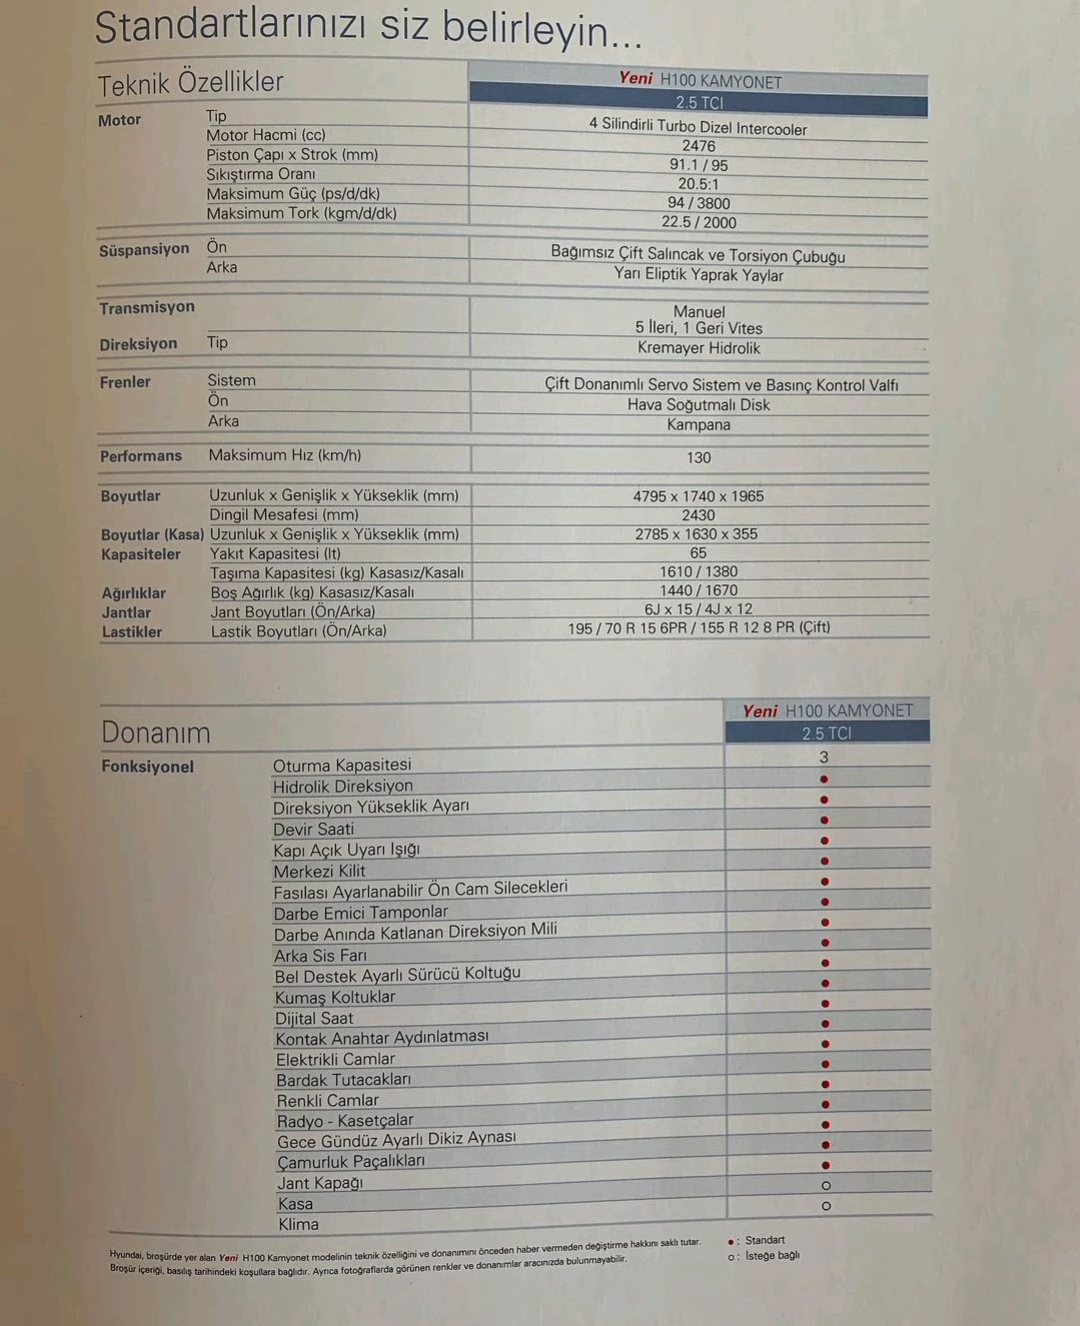 Standartlarınızı siz belirleyin...
Teknik Özellikler
Yeni H100 KAMYONET
2.5 TCI
Motor Tip 4 Silindirli Turbo Dizel Intercooler
Motor Hacmi (cc) 2476
Piston Çapı x Strok (mm) 91.1 / 95
Sıkıştırma Oranı 20.5:1
Maksimum Güç (ps/d/dk) 94 / 3800
Maksimum Tork (kgm/d/dk) 22.5 / 2000
Süspansiyon Ön Bağımsız Çift Salıncak ve Torsiyon Çubuğu
Arka Yarı Eliptik Yaprak Yaylar
Transmisyon Manuel
5 İleri, 1 Geri Vites
Direksiyon Tip Kremayer Hidrolik
Frenler Sistem Çift Donanımlı Servo Sistem ve Basınç Kontrol Valfı
Ön Hava Soğutmalı Disk
Arka Kampana
Performans Maksimum Hız (km/h) 130
Boyutlar Uzunluk x Genişlik x Yükseklik (mm) 4795 x 1740 x 1965
Dingil Mesafesi (mm) 2430
Boyutlar (Kasa) Uzunluk x Genişlik x Yükseklik (mm) 2785 x 1630 x 355
Kapasiteler Yakıt Kapasitesi (lt) 65
Taşıma Kapasitesi (kg) Kasasız/Kasalı 1610 / 1380
Ağırlıklar Boş Ağırlık (kg) Kasasız/Kasalı 1440 / 1670
Jantlar Jant Boyutları (Ön/Arka) 6J x 15 / 4J x 12
Lastikler Lastik Boyutları (Ön/Arka) 195 / 70 R 15 6PR / 155 R 12 8 PR (Çift)
Yeni H100 KAMYONET
Donanım 2.5 TCI
Fonksiyonel Oturma Kapasitesi 3
Hidrolik Direksiyon ●
Direksiyon Yükseklik Ayarı ●
Devir Saati ●
Kapı Açık Uyarı Işığı ●
Merkezi Kilit ●
Fasılası Ayarlanabilir Ön Cam Silecekleri ●
Darbe Emici Tamponlar ●
Darbe Anında Katlanan Direksiyon Mili ●
Arka Sis Farı ●
Bel Destek Ayarlı Sürücü Koltuğu ●
Kumaş Koltuklar ●
Dijital Saat ●
Kontak Anahtar Aydınlatması ●
Elektrikli Camlar ●
Bardak Tutacakları ●
Renkli Camlar ●
Radyo - Kasetçalar ●
Gece Gündüz Ayarlı Dikiz Aynası ●
Çamurluk Paçalıkları ●
Jant Kapağı ●
Kasa o
Klima o
Hyundai, broşürde yer alan Yeni H100 Kamyonet modelinin teknik özelliğini ve donanımını önceden haber vermeden değiştirme hakkını saklı tutar.
Broşür içeriği, basılış tarihindeki koşullara bağlıdır. Ayrıca fotoğraflarda görünen renkler ve donanımlar aracınızda bulunmayabilir.
● : Standart
o : İsteğe bağlı